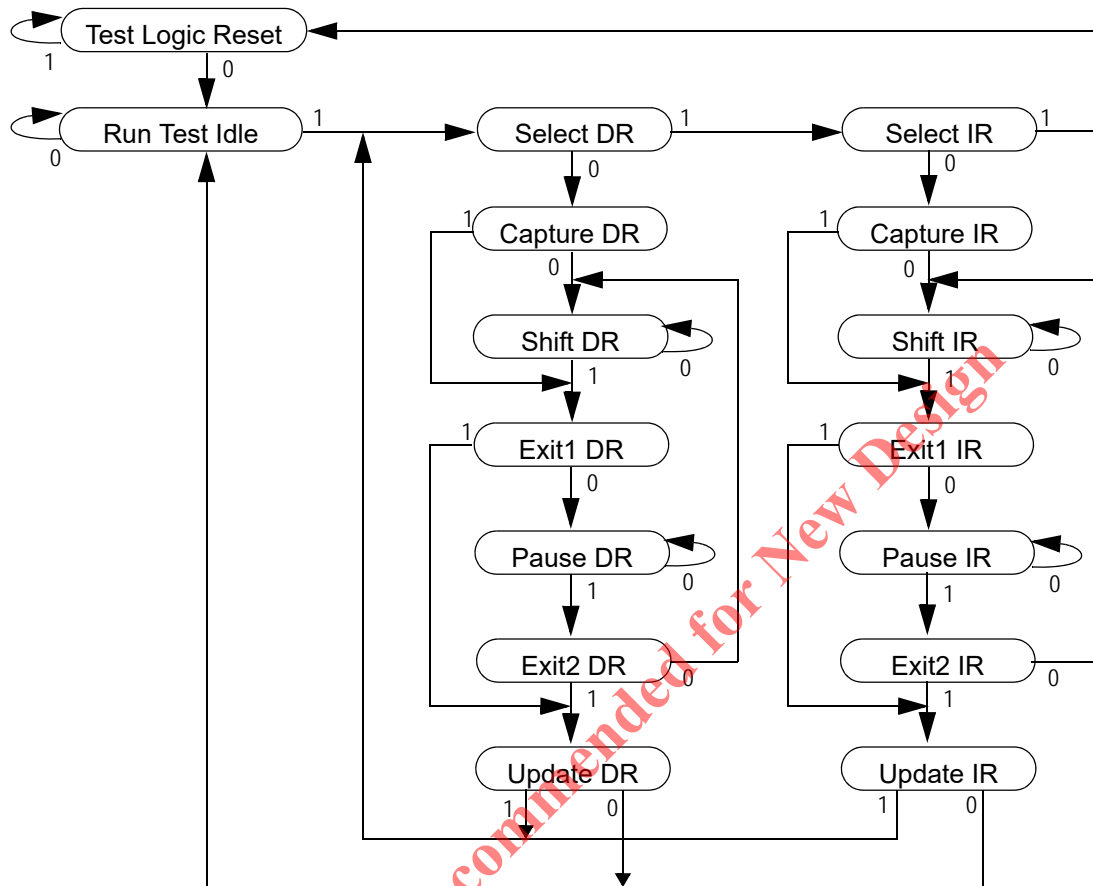 Test Logic Reset
1
0
Run Test Idle
1
Select DR
1
Select IR
1
0
0
0
1
Capture DR
1
Capture IR
0
0
Shift DR
Shift IR
0
0
1
1
1
Exit1 DR
1
Exit1 IR
0
0
Pause DR
Pause IR
0
0
1
1
Exit2 DR
Exit2 IR
0
0
1
1
Update DR
Update IR
1
0
1
0
commended for New Design